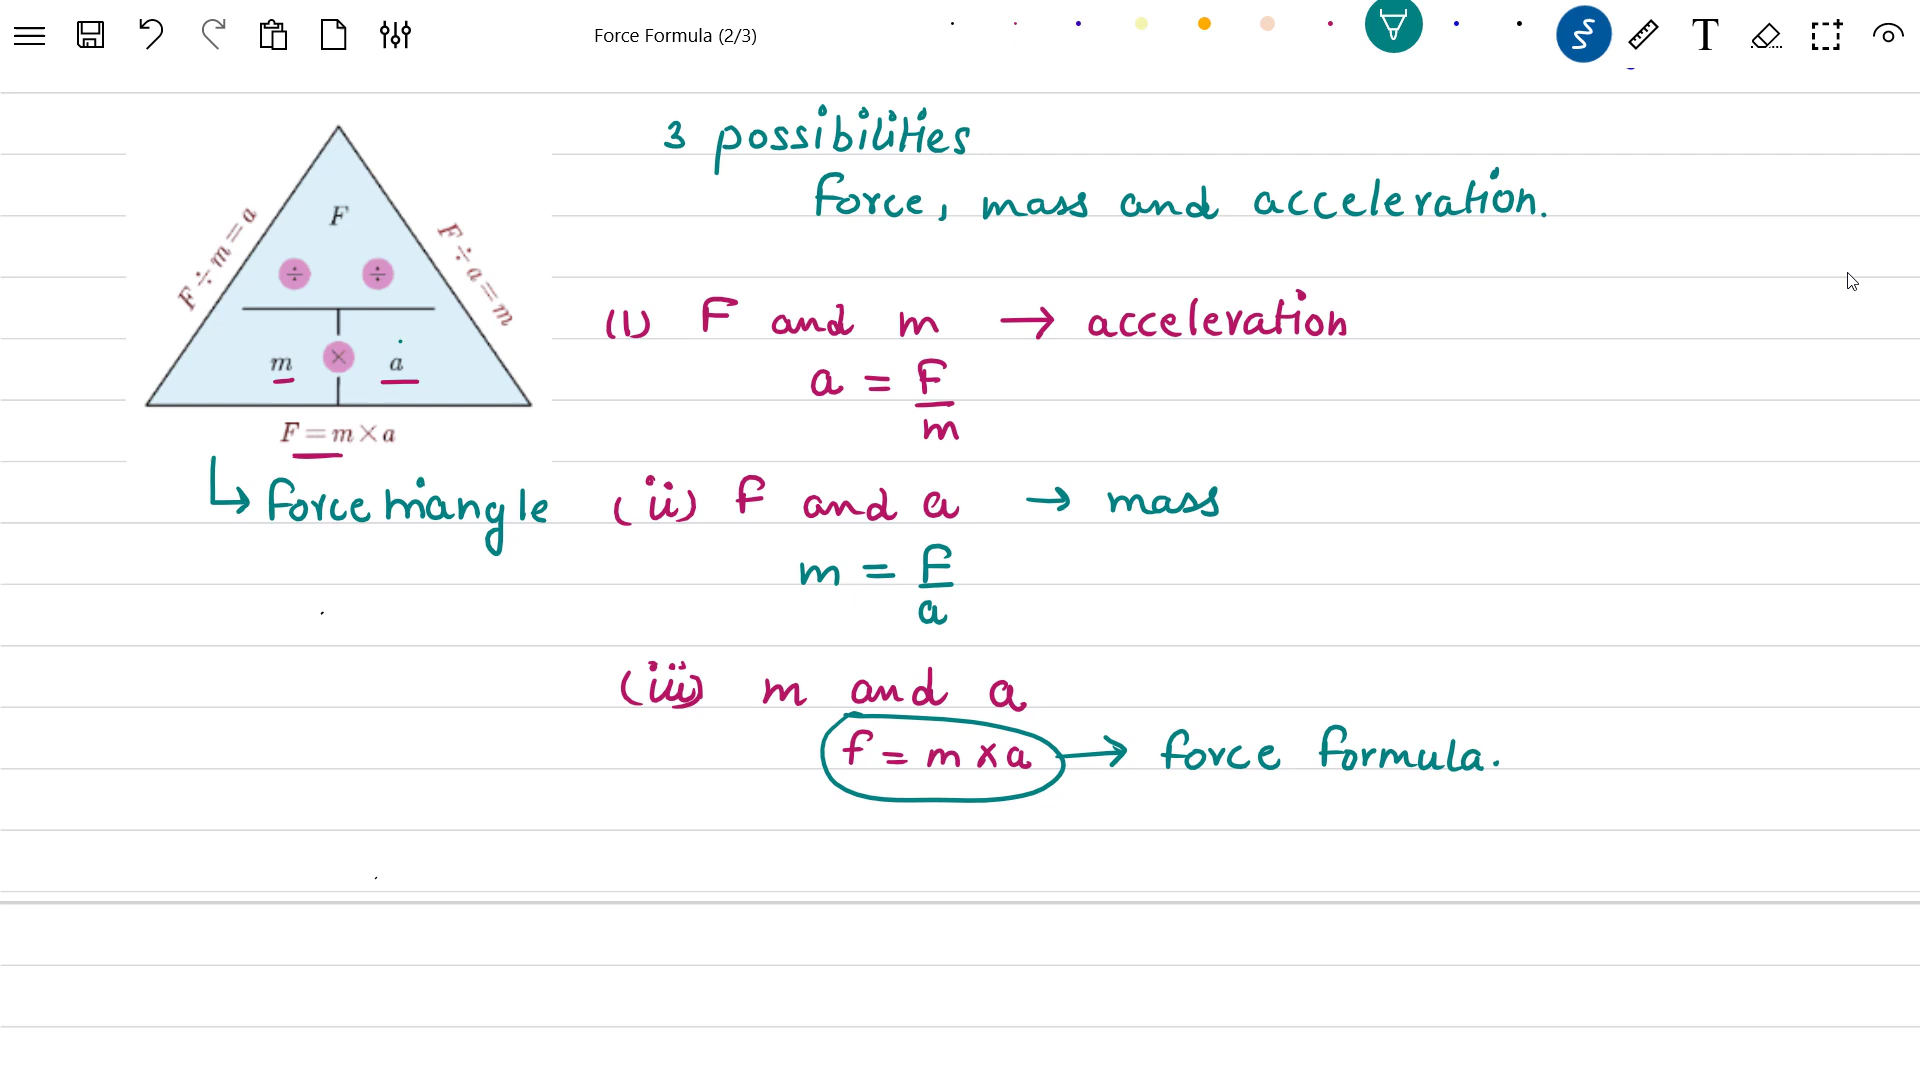 Force Formula (2/3)
T
3 possibilities
force, mass and acceleration.
F
÷ ÷
m × a
F ÷ m = a
F ÷ a = m
F = m × a
↳ force triangle
(i) F and m → acceleration
a = F
m
(ii) F and a → mass
m = F
a
(iii) m and a
f = m x a → force formula.